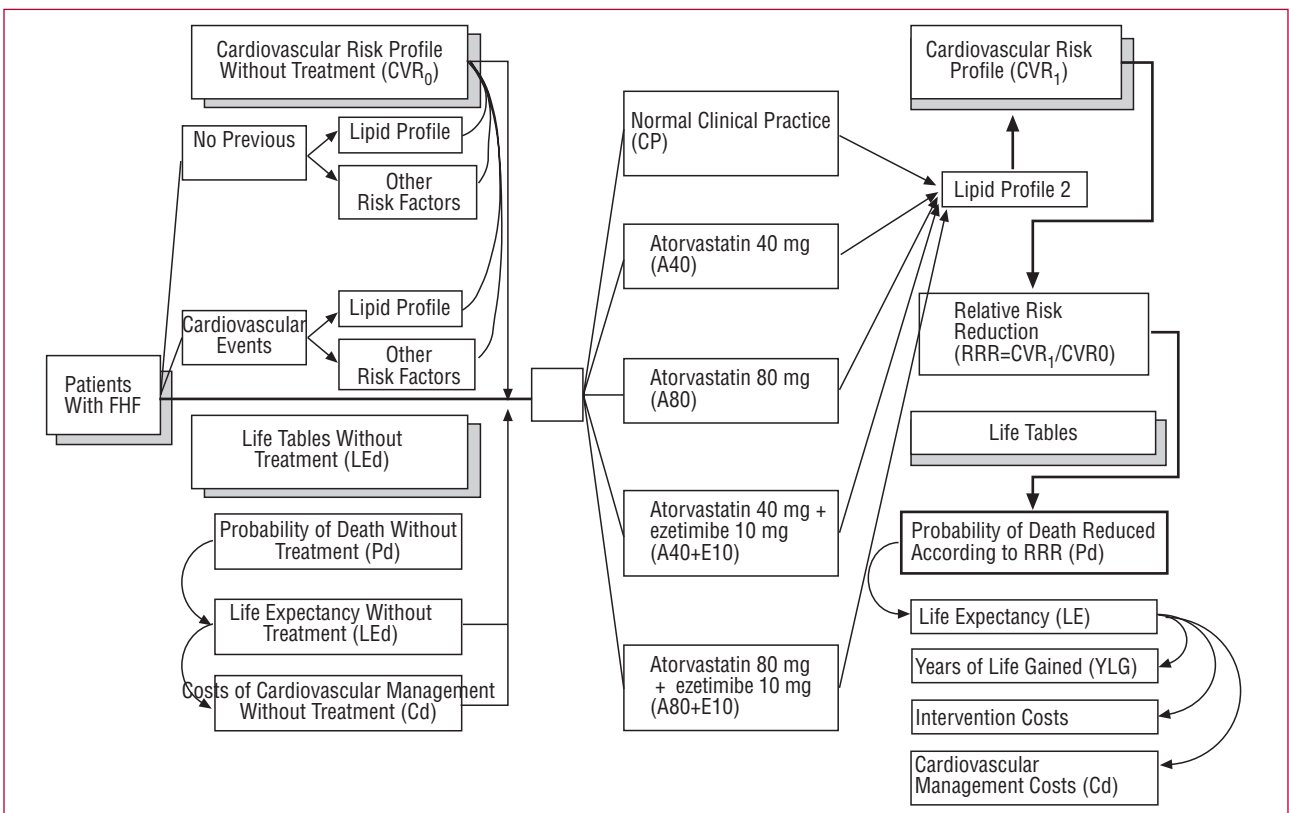 Cardiovascular Risk Profile
Without Treatment (CVR0)
No Previous
Lipid Profile
Other
Risk Factors
Cardiovascular
Events
Lipid Profile
Other
Risk Factors
Patients
With FHF
Life Tables Without
Treatment (LEd)
Probability of Death Without
Treatment (Pd)
Life Expectancy Without
Treatment (LEd)
Costs of Cardiovascular Management
Without Treatment (Cd)
Normal Clinical Practice
(CP)
Atorvastatin 40 mg
(A40)
Atorvastatin 80 mg
(A80)
Atorvastatin 40 mg +
ezetimibe 10 mg
(A40+E10)
Atorvastatin 80 mg
+ ezetimibe 10 mg
(A80+E10)
Cardiovascular Risk
Profile (CVR1)
Lipid Profile 2
Relative Risk
Reduction
(RRR=CVR1/CVR0)
Life Tables
Probability of Death Reduced
According to RRR (Pd)
Life Expectancy (LE)
Years of Life Gained (YLG)
Intervention Costs
Cardiovascular
Management Costs (Cd)